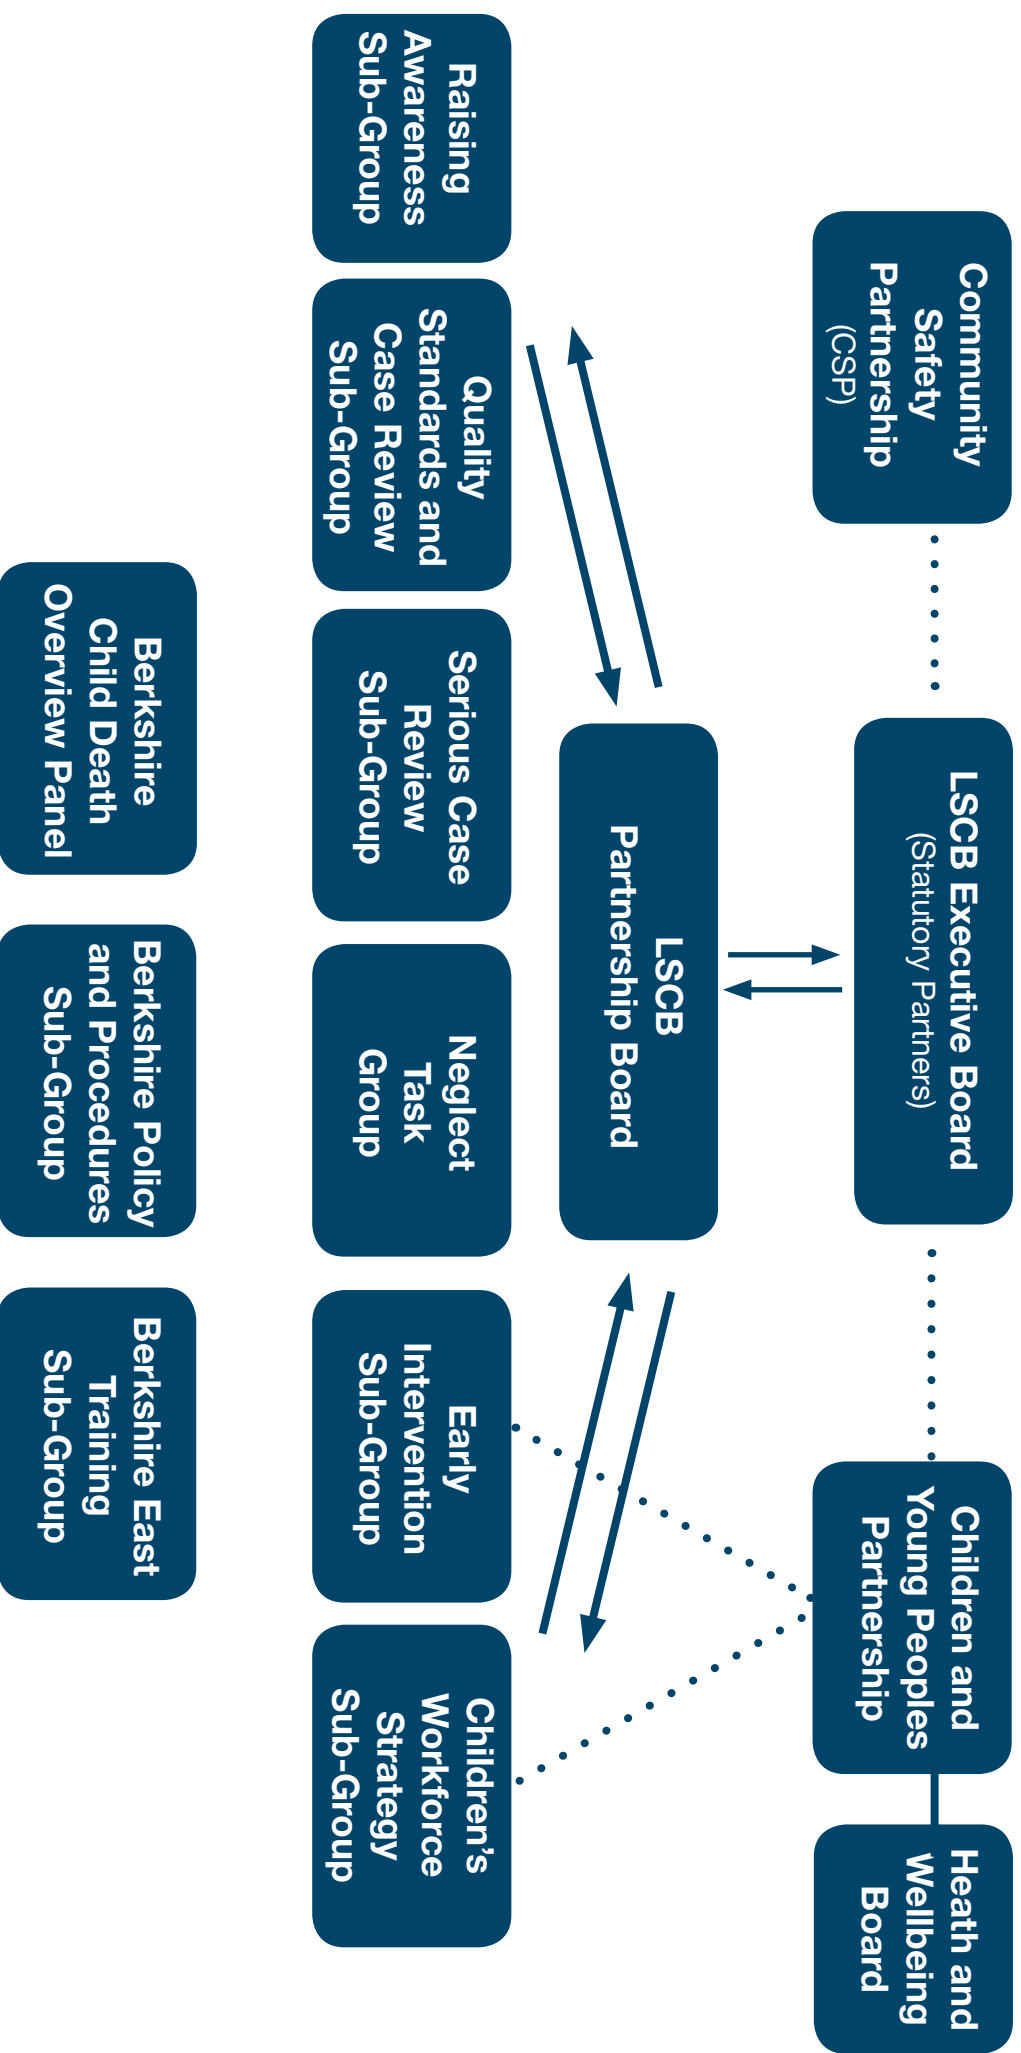 Community
Safety
Partnership
(CSP)
LSCB Executive Board
(Statutory Partners)
Children and
Young Peoples
Partnership
Heath and
Wellbeing
Board
LSCB
Partnership Board
Raising
Awareness
Sub-Group
Quality
Standards and
Case Review
Sub-Group
Serious Case
Review
Sub-Group
Neglect
Task
Group
Early
Intervention
Sub-Group
Children's
Workforce
Strategy
Sub-Group
Berkshire
Child Death
Overview Panel
Berkshire Policy
and Procedures
Sub-Group
Berkshire East
Training
Sub-Group